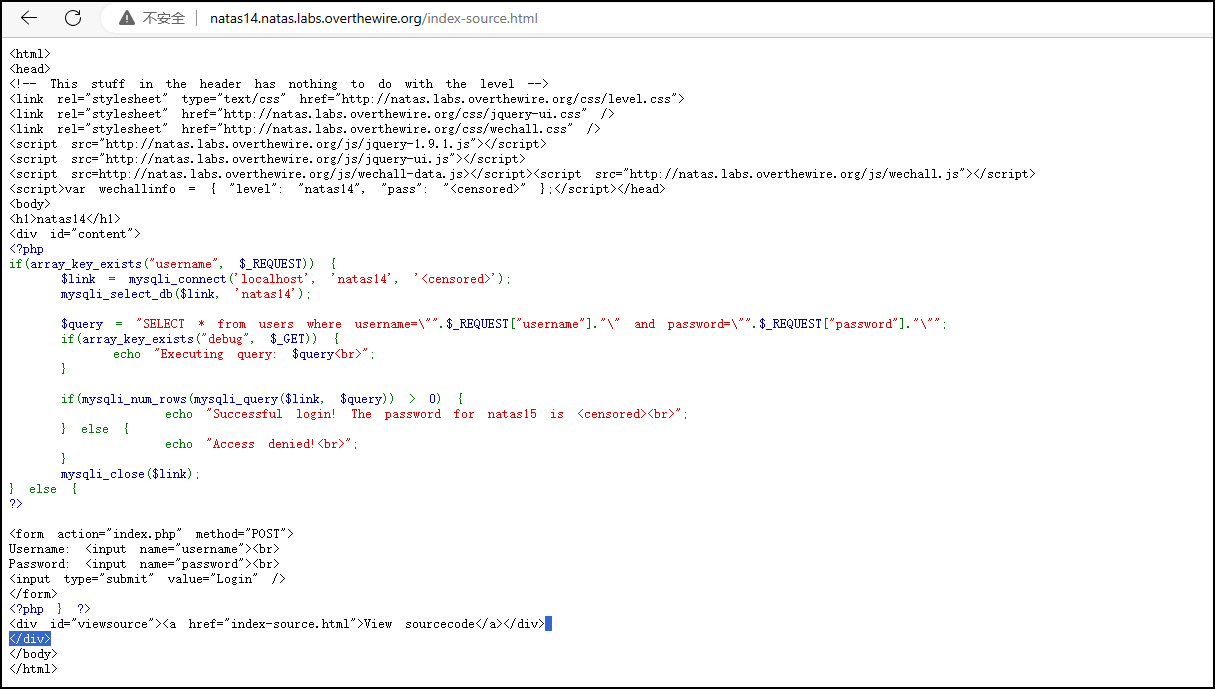 不安全 natas14.natas.labs.overthewire.org/index-source.html
<html>
<head>
<!-- This stuff in the header has nothing to do with the level -->
<link rel="stylesheet" type="text/css" href="http://natas.labs.overthewire.org/css/level.css">
<link rel="stylesheet" href="http://natas.labs.overthewire.org/css/jquery-ui.css" />
<link rel="stylesheet" href="http://natas.labs.overthewire.org/css/wechall.css" />
<script src="http://natas.labs.overthewire.org/js/jquery-1.9.1.js"></script>
<script src="http://natas.labs.overthewire.org/js/jquery-ui.js"></script>
<script src=http://natas.labs.overthewire.org/js/wechall-data.js></script><script src="http://natas.labs.overthewire.org/js/wechall.js"></script>
<script>var wechallinfo = { "level": "natas14", "pass": "<censored>" };</script></head>
<body>
<h1>natas14</h1>
<div id="content">
<?php
if(array_key_exists("username", $_REQUEST)) {
$link = mysqli_connect('localhost', 'natas14', '<censored>');
mysqli_select_db($link, 'natas14');
$query = "SELECT * from users where username=\"".$_REQUEST["username"]."\" and password=\"".$_REQUEST["password"]."\"";
if(array_key_exists("debug", $_GET)) {
echo "Executing query: $query<br>";
}
if(mysqli_num_rows(mysqli_query($link, $query)) > 0) {
echo "Successful login! The password for natas15 is <censored><br>";
} else {
echo "Access denied!<br>";
}
mysqli_close($link);
} else {
?>
<form action="index.php" method="POST">
Username: <input name="username"><br>
Password: <input name="password"><br>
<input type="submit" value="Login" />
</form>
<?php } ?>
<div id="viewsource"><a href="index-source.html">View sourcecode</a></div>
</div>
</body>
</html>